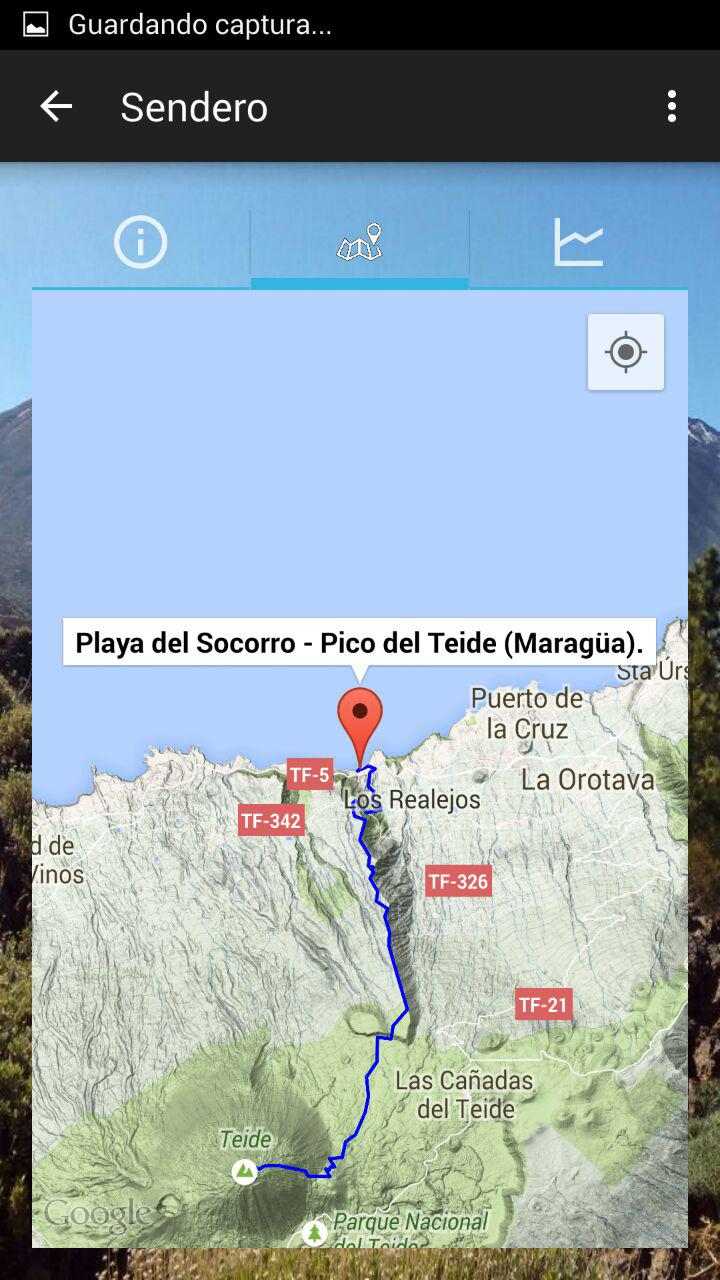 Guardando captura...
Sendero
Playa del Socorro - Pico del Teide (Maragüa).
Sta Úrs
Puerto de
la Cruz
TF-5
La Orotava
Los Realejos
TF-342
d de
Vinos
TF-326
TF-21
Las Cañadas
del Teide
Teide
Google
Parque Nacional
del Teide